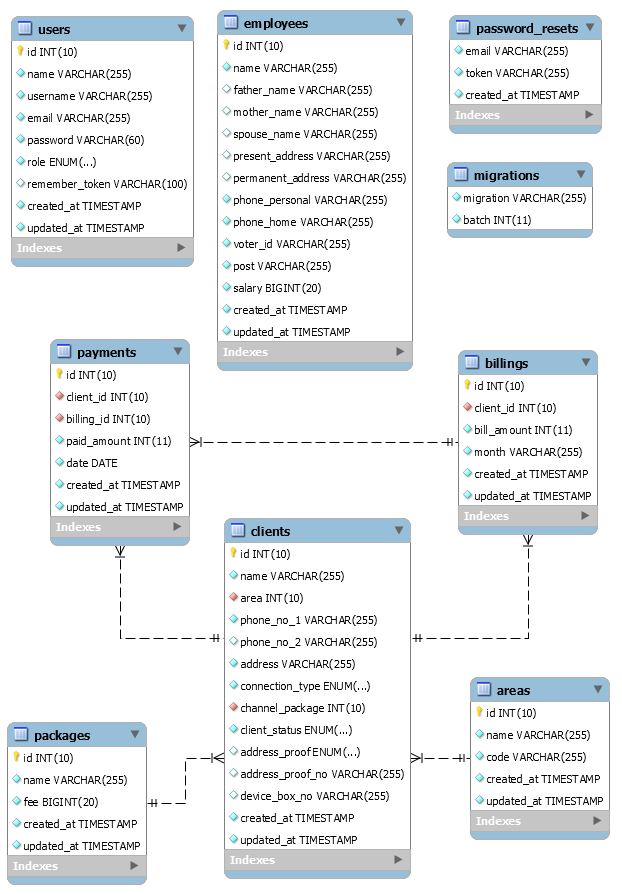 users
id INT(10)
name VARCHAR(255)
username VARCHAR(255)
email VARCHAR(255)
password VARCHAR(60)
role ENUM(...)
remember_token VARCHAR(100)
created_at TIMESTAMP
updated_at TIMESTAMP
Indexes
employees
id INT(10)
name VARCHAR(255)
father_name VARCHAR(255)
mother_name VARCHAR(255)
spouse_name VARCHAR(255)
present_address VARCHAR(255)
permanent_address VARCHAR(255)
phone_personal VARCHAR(255)
phone_home VARCHAR(255)
voter_id VARCHAR(255)
post VARCHAR(255)
salary BIGINT(20)
created_at TIMESTAMP
updated_at TIMESTAMP
Indexes
password_resets
email VARCHAR(255)
token VARCHAR(255)
created_at TIMESTAMP
Indexes
migrations
migration VARCHAR(255)
batch INT(11)
payments
id INT(10)
client_id INT(10)
billing_id INT(10)
paid_amount INT(11)
date DATE
created_at TIMESTAMP
updated_at TIMESTAMP
Indexes
billings
id INT(10)
client_id INT(10)
bill_amount INT(11)
month VARCHAR(255)
created_at TIMESTAMP
updated_at TIMESTAMP
Indexes
clients
id INT(10)
name VARCHAR(255)
area INT(10)
phone_no_1 VARCHAR(255)
phone_no_2 VARCHAR(255)
address VARCHAR(255)
connection_type ENUM(...)
channel_package INT(10)
client_status ENUM(...)
address_proof ENUM(...)
address_proof_no VARCHAR(255)
device_box_no VARCHAR(255)
created_at TIMESTAMP
updated_at TIMESTAMP
Indexes
areas
id INT(10)
name VARCHAR(255)
code VARCHAR(255)
created_at TIMESTAMP
updated_at TIMESTAMP
Indexes
packages
id INT(10)
name VARCHAR(255)
fee BIGINT(20)
created_at TIMESTAMP
updated_at TIMESTAMP
Indexes